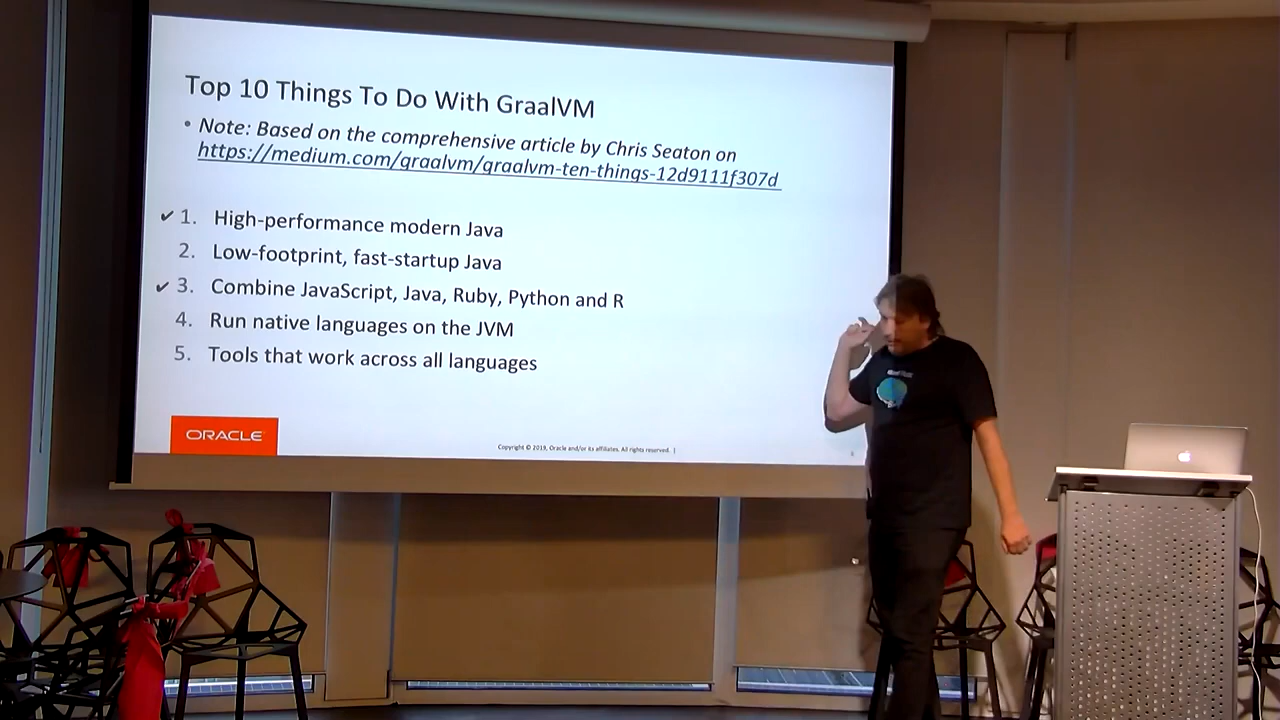 Top 10 Things To Do With GraalVM
• Note: Based on the comprehensive article by Chris Seaton on
https://medium.com/graalvm/graalvm-ten-things-12d9111f307d
✔ 1. High-performance modern Java
2. Low-footprint, fast-startup Java
✔ 3. Combine JavaScript, Java, Ruby, Python and R
4. Run native languages on the JVM
5. Tools that work across all languages
ORACLE
Copyright © 2019, Oracle and/or its affiliates. All rights reserved. |